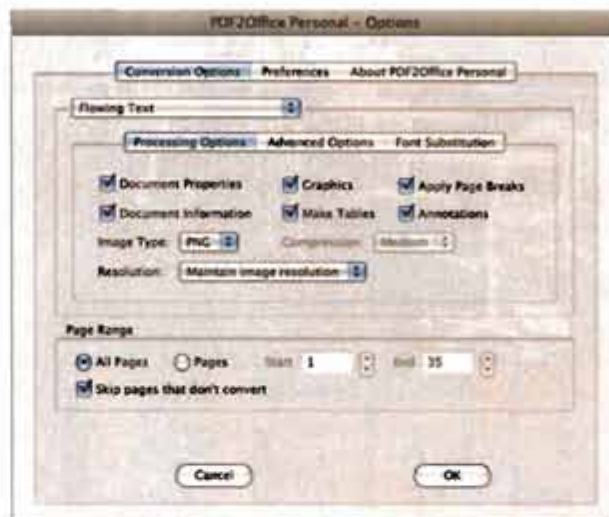 PDF2Office Personal - Options
Conversion Options Preferences About PDF2Office Personal
Flowing Text
Processing Options Advanced Options Font Substitution
Document Properties Graphics Apply Page Breaks
Document Information Make Tables Annotations
Image Type: PNG Compression: Medium
Resolution: Maintain image resolution
Page Range
All Pages Pages Start 1 End 35
Skip pages that don't convert
Cancel OK